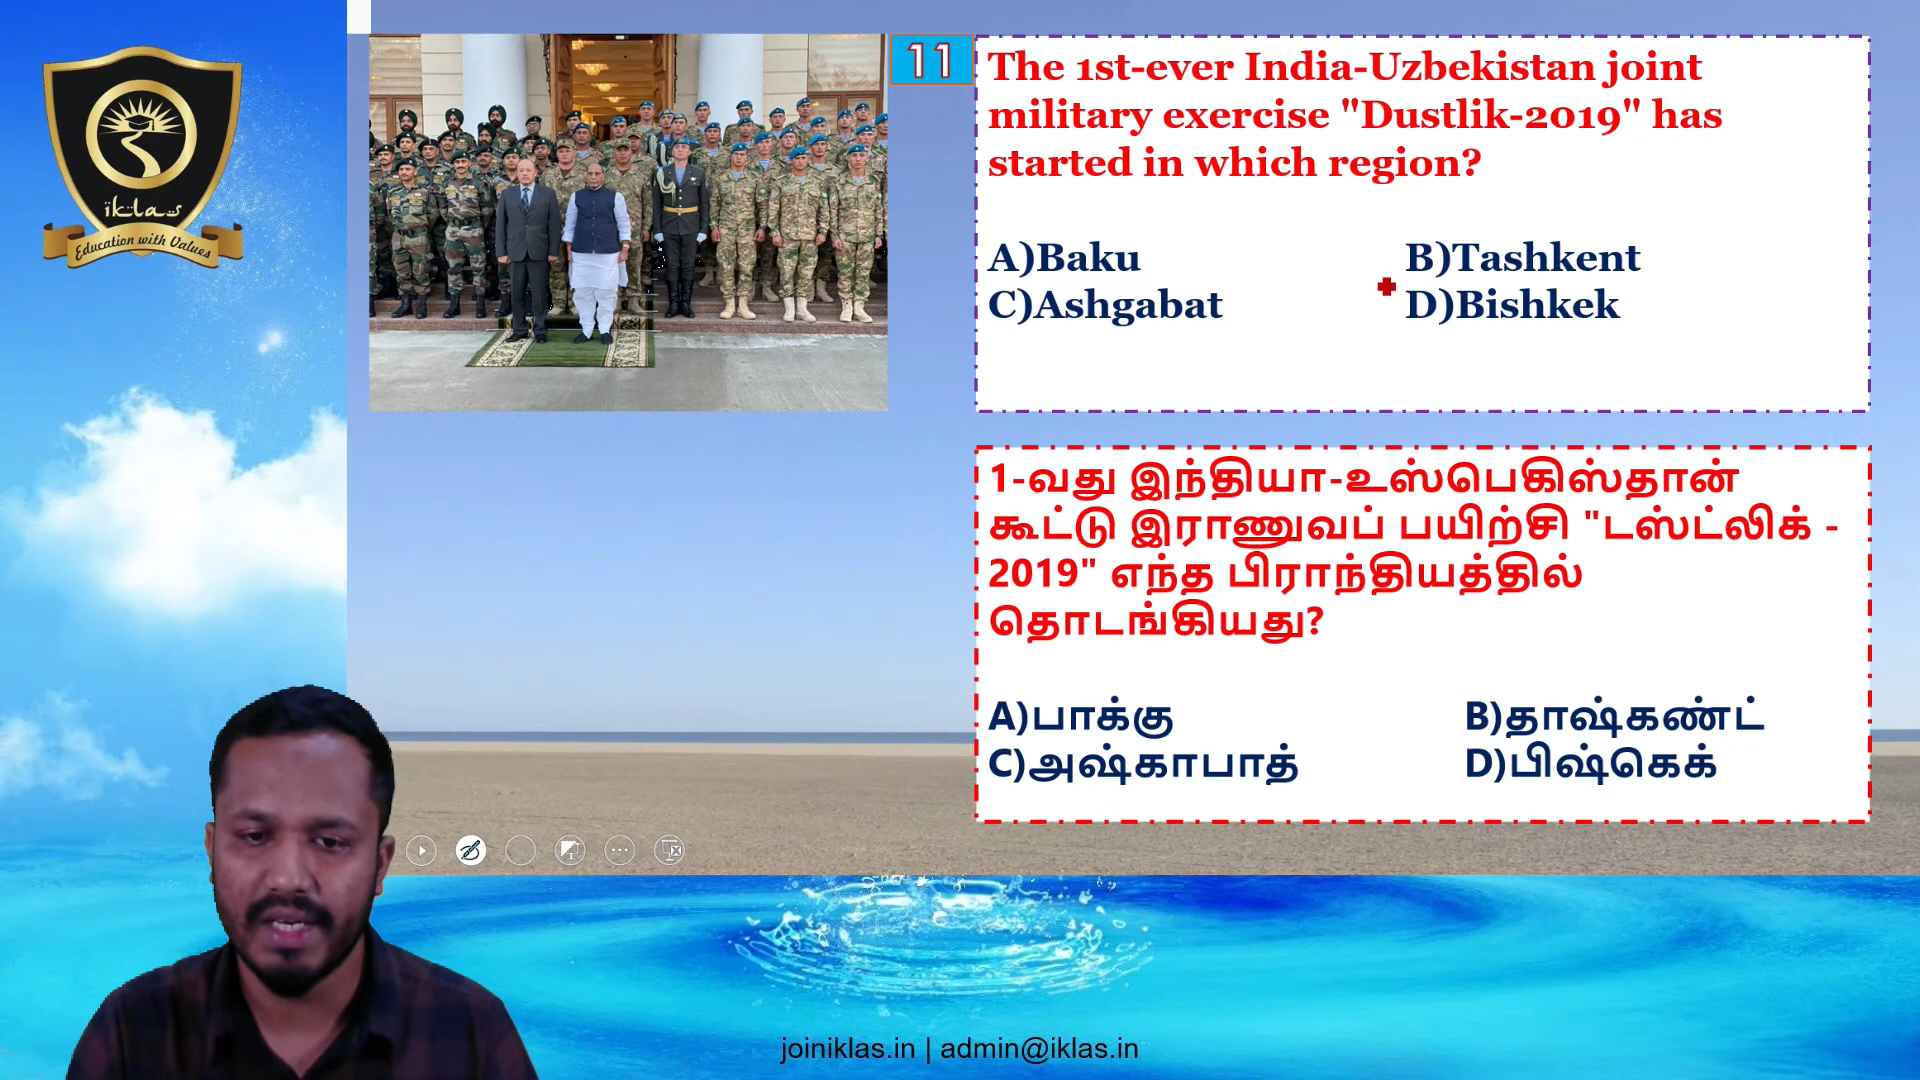 iklas
Education with Values
11
The 1st-ever India-Uzbekistan joint
military exercise "Dustlik-2019" has
started in which region?
A)Baku B)Tashkent
C)Ashgabat D)Bishkek
1-வது இந்தியா-உஸ்பெகிஸ்தான்
கூட்டு இராணுவப் பயிற்சி "டஸ்ட்லிக் -
2019" எந்த பிராந்தியத்தில்
தொடங்கியது?
A)பாக்கு B)தாஷ்கண்ட்
C)அஷ்காபாத் D)பிஷ்கெக்
joiniklas.in | admin@iklas.in